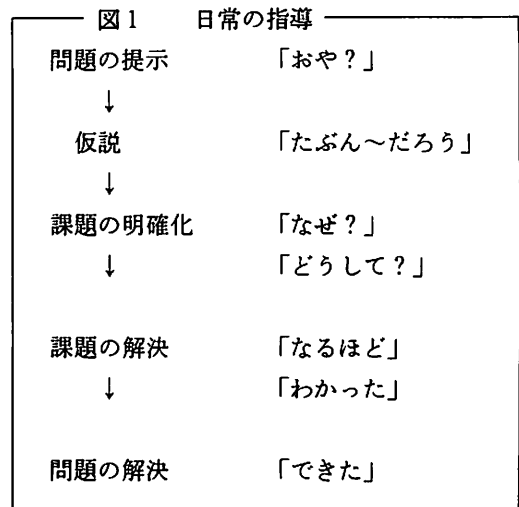 図1 日常の指導
問題の提示 「おや？」
↓
仮説 「たぶん～だろう」
↓
課題の明確化 「なぜ？」
↓ 「どうして？」
課題の解決 「なるほど」
↓ 「わかった」
問題の解決 「できた」